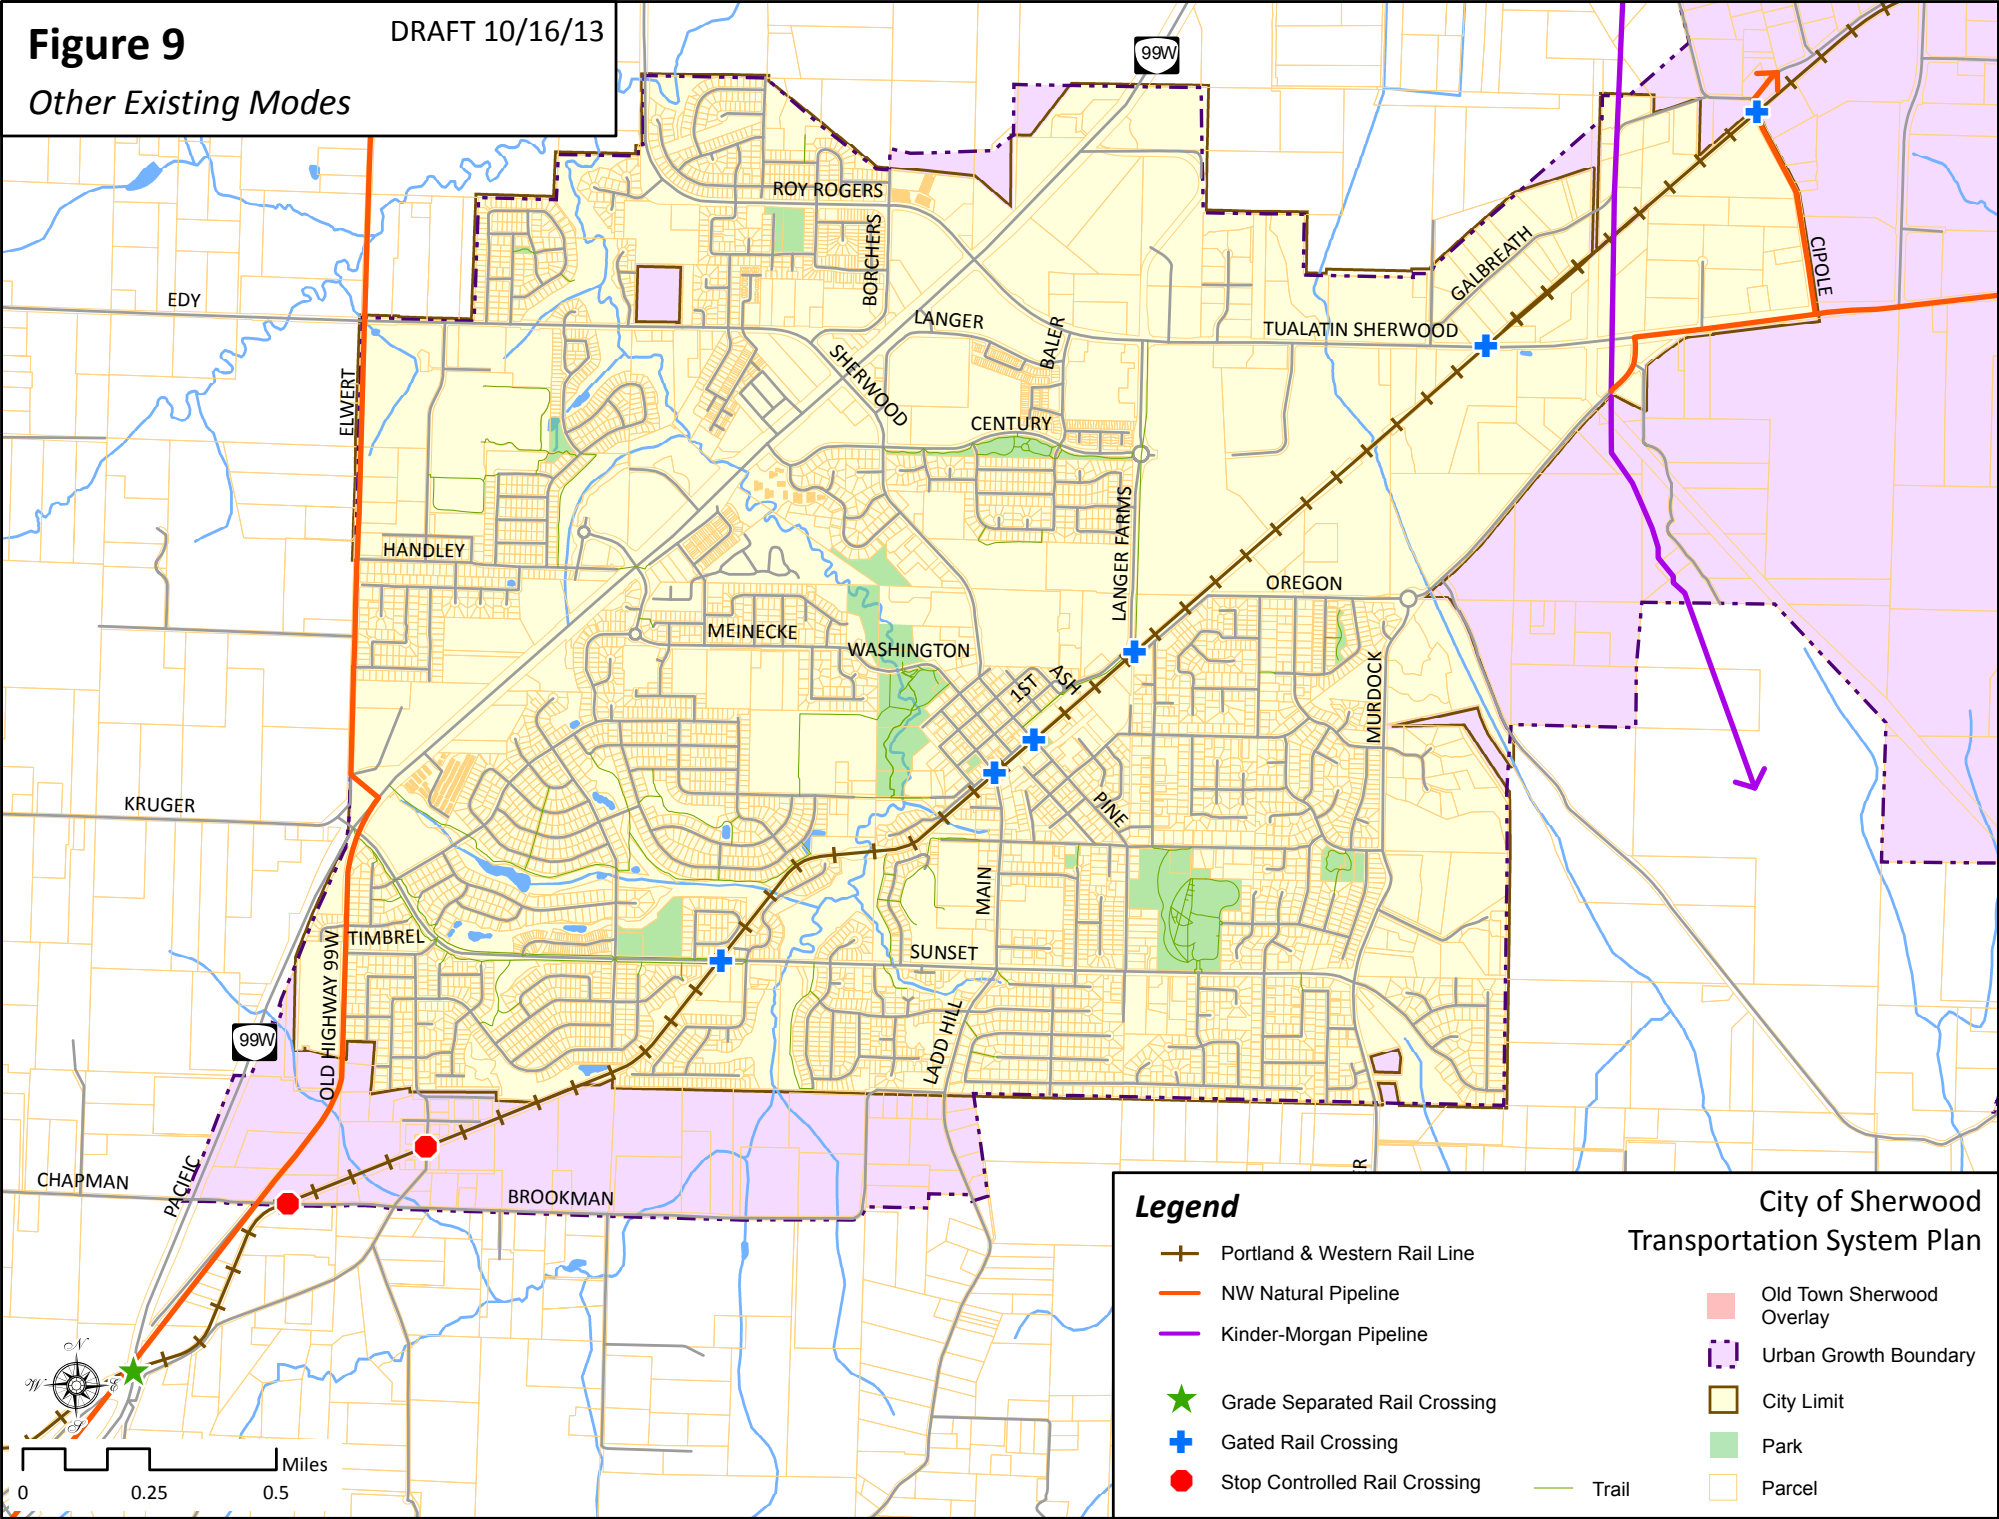 Figure 9
DRAFT 10/16/13
Other Existing Modes
99W
ROY ROGERS
BORCHERS
EDY
LANGER
BALER
GALBREATH
CIPOLE
TUALATIN SHERWOOD
SHERWOOD
ELWERT
CENTURY
LANGER FARMS
HANDLEY
OREGON
MEINECKE
WASHINGTON
1ST
ASH
MURDOCK
KRUGER
PINE
MAIN
TIMBREL
SUNSET
OLD HIGHWAY 99W
99W
LADD HILL
PACIFIC
CHAPMAN
BROOKMAN
Legend
City of Sherwood
Transportation System Plan
Portland & Western Rail Line
NW Natural Pipeline
Kinder-Morgan Pipeline
Grade Separated Rail Crossing
Gated Rail Crossing
Stop Controlled Rail Crossing
Trail
Old Town Sherwood
Overlay
Urban Growth Boundary
City Limit
Park
Parcel
N
W
E
S
Miles
0 0.25 0.5